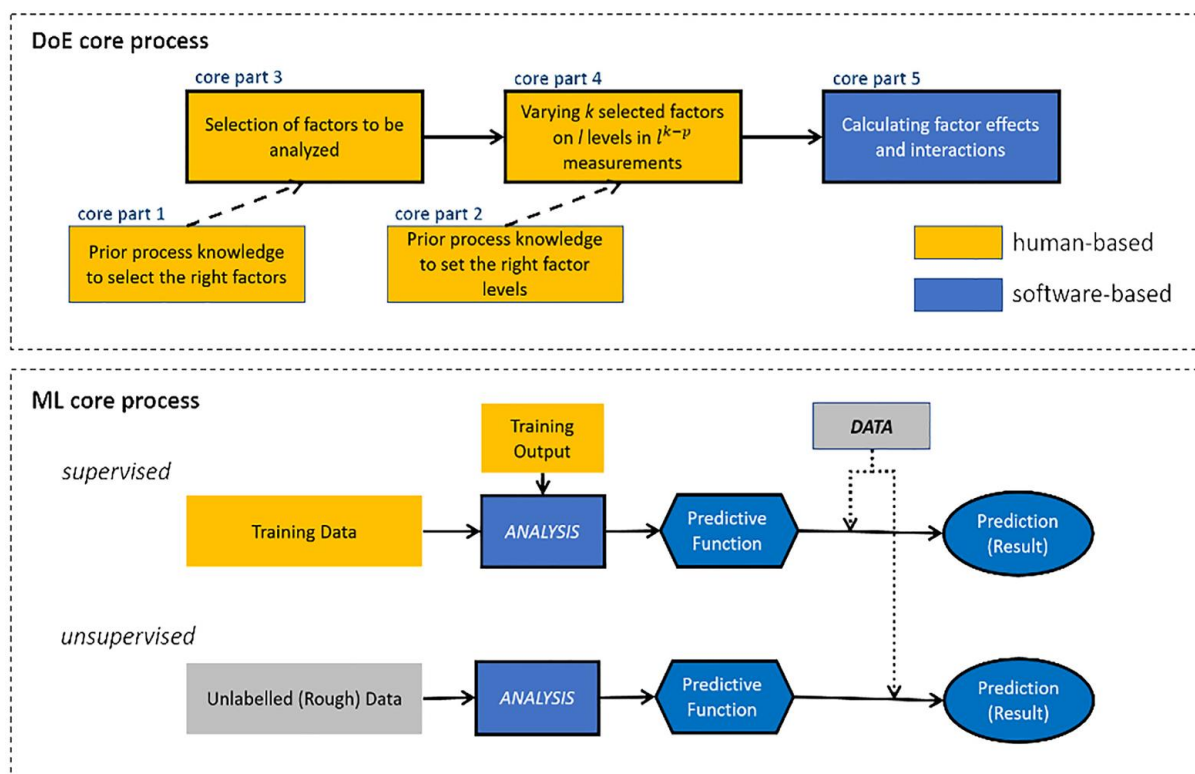 DoE core process
core part 3
Selection of factors to be
analyzed
core part 4
Varying k selected factors
on l levels in l^{k−p}
measurements
core part 5
Calculating factor effects
and interactions
core part 1
Prior process knowledge
to select the right factors
core part 2
Prior process knowledge
to set the right factor
levels
human-based
software-based
ML core process
supervised
Training
Output
DATA
Training Data
ANALYSIS
Predictive
Function
Prediction
(Result)
unsupervised
Unlabelled (Rough) Data
ANALYSIS
Predictive
Function
Prediction
(Result)